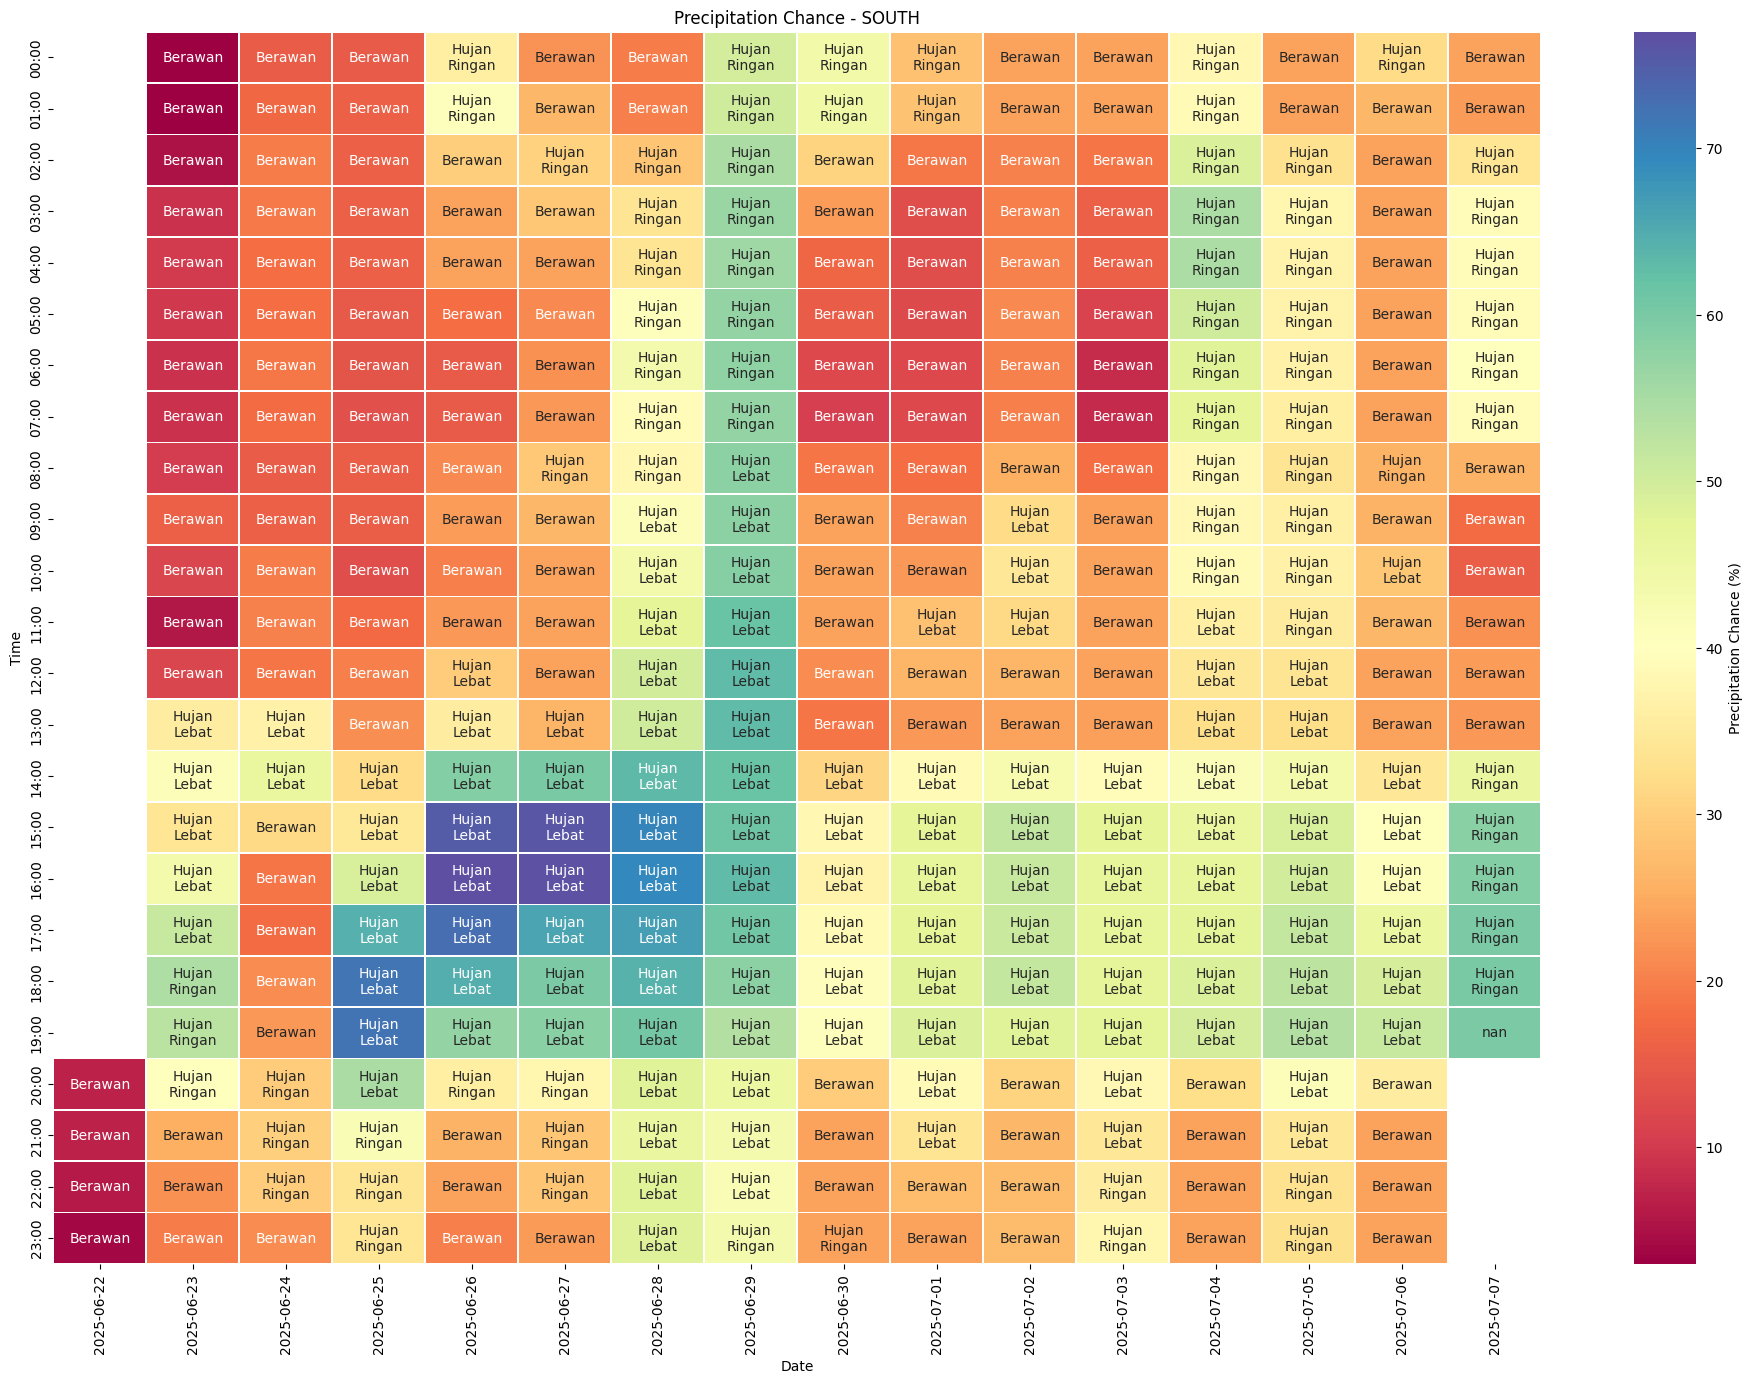 Precipitation Chance - SOUTH
00:00 Berawan Berawan Berawan Hujan Ringan Berawan Berawan Hujan Ringan Hujan Ringan Hujan Ringan Berawan Berawan Hujan Ringan Berawan Hujan Ringan Berawan
01:00 Berawan Berawan Berawan Hujan Ringan Berawan Berawan Hujan Ringan Hujan Ringan Hujan Ringan Berawan Berawan Hujan Ringan Berawan Berawan Berawan
02:00 Berawan Berawan Berawan Berawan Hujan Ringan Hujan Ringan Hujan Ringan Berawan Berawan Berawan Berawan Hujan Ringan Hujan Ringan Berawan Hujan Ringan
03:00 Berawan Berawan Berawan Berawan Berawan Hujan Ringan Hujan Ringan Berawan Berawan Berawan Berawan Hujan Ringan Hujan Ringan Berawan Hujan Ringan
04:00 Berawan Berawan Berawan Berawan Berawan Hujan Ringan Hujan Ringan Berawan Berawan Berawan Berawan Hujan Ringan Hujan Ringan Berawan Hujan Ringan
05:00 Berawan Berawan Berawan Berawan Berawan Hujan Ringan Hujan Ringan Berawan Berawan Berawan Berawan Hujan Ringan Hujan Ringan Berawan Hujan Ringan
06:00 Berawan Berawan Berawan Berawan Berawan Hujan Ringan Hujan Ringan Berawan Berawan Berawan Berawan Hujan Ringan Hujan Ringan Berawan Hujan Ringan
07:00 Berawan Berawan Berawan Berawan Berawan Hujan Ringan Hujan Ringan Berawan Berawan Berawan Berawan Hujan Ringan Hujan Ringan Berawan Hujan Ringan
08:00 Berawan Berawan Berawan Berawan Hujan Ringan Hujan Ringan Hujan Lebat Berawan Berawan Berawan Berawan Hujan Ringan Hujan Ringan Hujan Ringan Berawan
09:00 Berawan Berawan Berawan Berawan Berawan Hujan Lebat Hujan Lebat Berawan Berawan Hujan Lebat Berawan Hujan Ringan Hujan Ringan Berawan Berawan
10:00 Berawan Berawan Berawan Berawan Berawan Hujan Lebat Hujan Lebat Berawan Berawan Hujan Lebat Berawan Hujan Ringan Hujan Ringan Hujan Lebat Berawan
11:00 Berawan Berawan Berawan Berawan Berawan Hujan Lebat Hujan Lebat Berawan Hujan Lebat Hujan Lebat Berawan Hujan Lebat Hujan Ringan Berawan Berawan
12:00 Berawan Berawan Berawan Hujan Lebat Berawan Hujan Lebat Hujan Lebat Berawan Berawan Berawan Berawan Hujan Lebat Hujan Lebat Berawan Berawan
13:00 Hujan Lebat Hujan Lebat Berawan Hujan Lebat Hujan Lebat Hujan Lebat Hujan Lebat Berawan Berawan Berawan Berawan Hujan Lebat Hujan Lebat Berawan Berawan
14:00 Hujan Lebat Hujan Lebat Hujan Lebat Hujan Lebat Hujan Lebat Hujan Lebat Hujan Lebat Hujan Lebat Hujan Lebat Hujan Lebat Hujan Lebat Hujan Lebat Hujan Lebat Hujan Lebat Hujan Ringan
15:00 Hujan Lebat Berawan Hujan Lebat Hujan Lebat Hujan Lebat Hujan Lebat Hujan Lebat Hujan Lebat Hujan Lebat Hujan Lebat Hujan Lebat Hujan Lebat Hujan Lebat Hujan Lebat Hujan Ringan
16:00 Hujan Lebat Berawan Hujan Lebat Hujan Lebat Hujan Lebat Hujan Lebat Hujan Lebat Hujan Lebat Hujan Lebat Hujan Lebat Hujan Lebat Hujan Lebat Hujan Lebat Hujan Lebat Hujan Ringan
17:00 Hujan Lebat Berawan Hujan Lebat Hujan Lebat Hujan Lebat Hujan Lebat Hujan Lebat Hujan Lebat Hujan Lebat Hujan Lebat Hujan Lebat Hujan Lebat Hujan Lebat Hujan Lebat Hujan Ringan
18:00 Hujan Ringan Berawan Hujan Lebat Hujan Lebat Hujan Lebat Hujan Lebat Hujan Lebat Hujan Lebat Hujan Lebat Hujan Lebat Hujan Lebat Hujan Lebat Hujan Lebat Hujan Lebat Hujan Ringan
19:00 Hujan Ringan Berawan Hujan Lebat Hujan Lebat Hujan Lebat Hujan Lebat Hujan Lebat Hujan Lebat Hujan Lebat Hujan Lebat Hujan Lebat Hujan Lebat Hujan Lebat Hujan Lebat nan
20:00 Berawan Hujan Ringan Hujan Ringan Hujan Lebat Hujan Ringan Hujan Ringan Hujan Lebat Hujan Lebat Berawan Hujan Lebat Berawan Hujan Lebat Berawan Hujan Lebat Berawan
21:00 Berawan Berawan Hujan Ringan Hujan Ringan Berawan Hujan Ringan Hujan Lebat Hujan Lebat Berawan Hujan Lebat Berawan Hujan Lebat Berawan Hujan Lebat Berawan
22:00 Berawan Berawan Hujan Ringan Hujan Ringan Berawan Hujan Ringan Hujan Lebat Hujan Lebat Berawan Berawan Berawan Hujan Ringan Berawan Hujan Ringan Berawan
23:00 Berawan Berawan Berawan Hujan Ringan Berawan Berawan Hujan Lebat Hujan Ringan Hujan Ringan Berawan Berawan Hujan Ringan Berawan Hujan Ringan Berawan
Time
2025-06-22 2025-06-23 2025-06-24 2025-06-25 2025-06-26 2025-06-27 2025-06-28 2025-06-29 2025-06-30 2025-07-01 2025-07-02 2025-07-03 2025-07-04 2025-07-05 2025-07-06 2025-07-07
Date
70
60
50
40
30
20
10
Precipitation Chance (%)